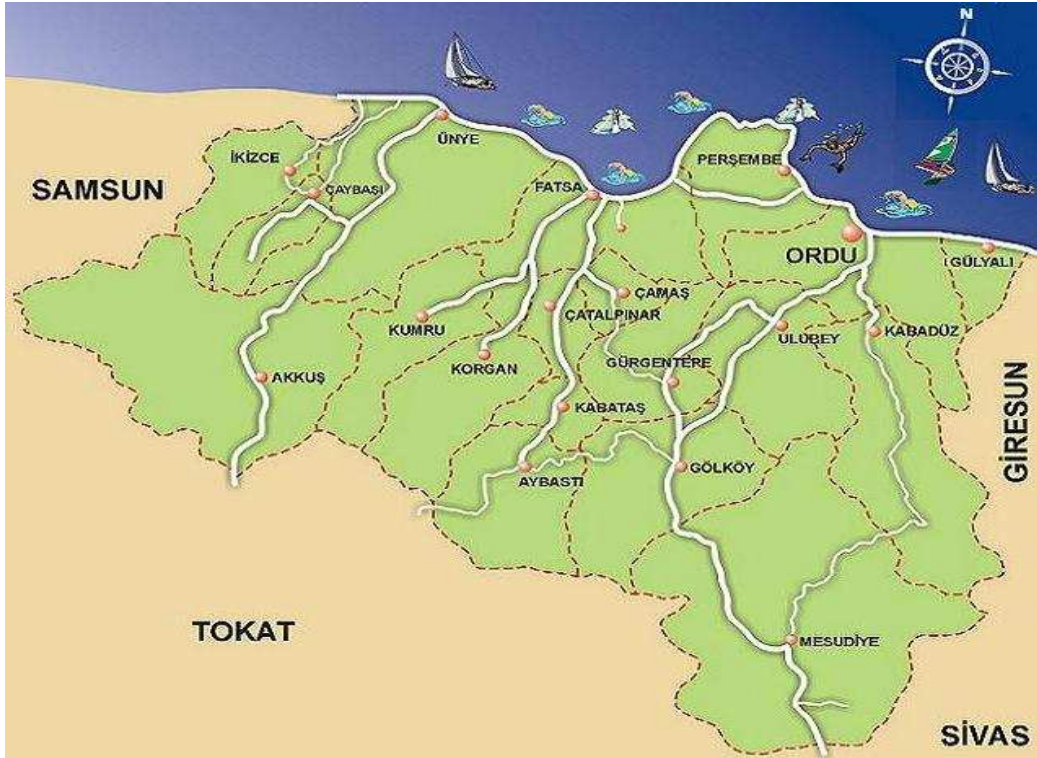 N
ÜNYE
İKİZCE
PERŞEMBE
SAMSUN
ÇAYBAŞI
FATSA
ORDU
GÜLYALI
ÇAMAŞ
ÇATALPINAR
KUMRU
ULUBEY
KABADÜZ
KORGAN
GÜRGENTERE
AKKUŞ
KABATAŞ
GİRESUN
GÖLKÖY
AYBASTI
TOKAT
MESUDİYE
SİVAS